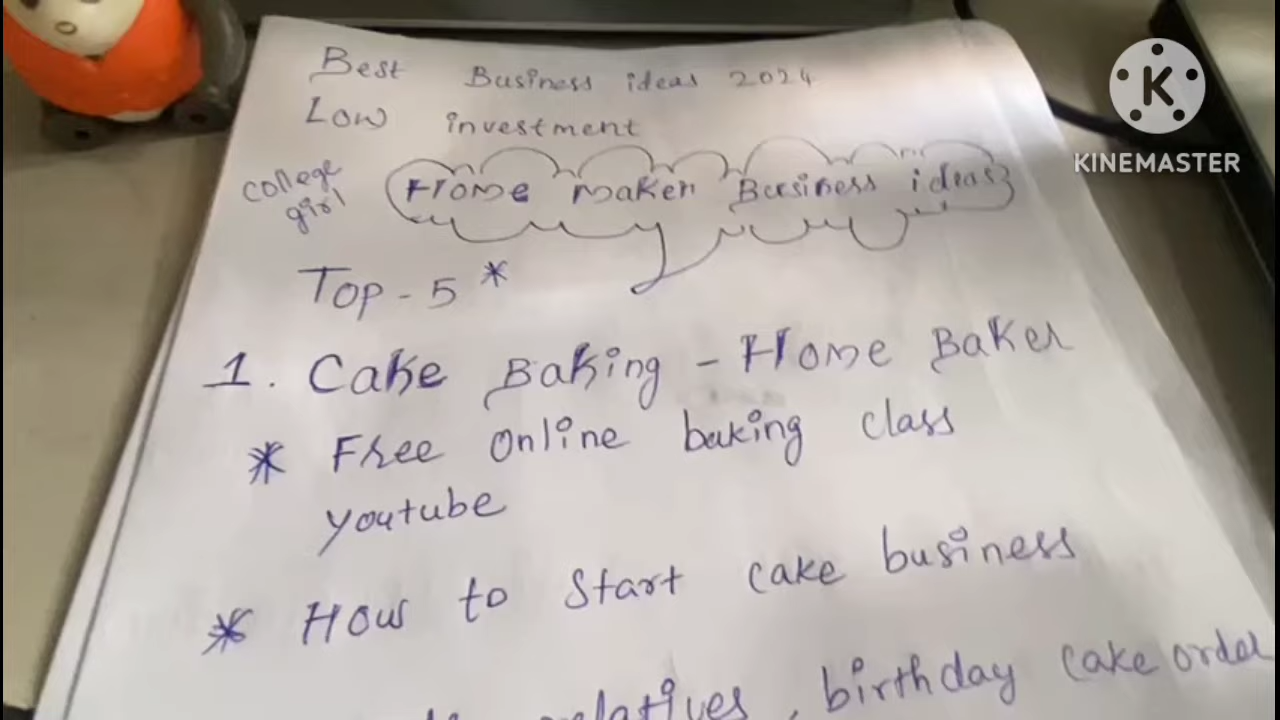 Best Business ideas 2024
Low investment
college girl
Home maker Business ideas
Top - 5 *
1. Cake Baking - Home Baker
* Free online baking class
youtube
* How to start cake business
relatives, birthday cake order
K
KINEMASTER